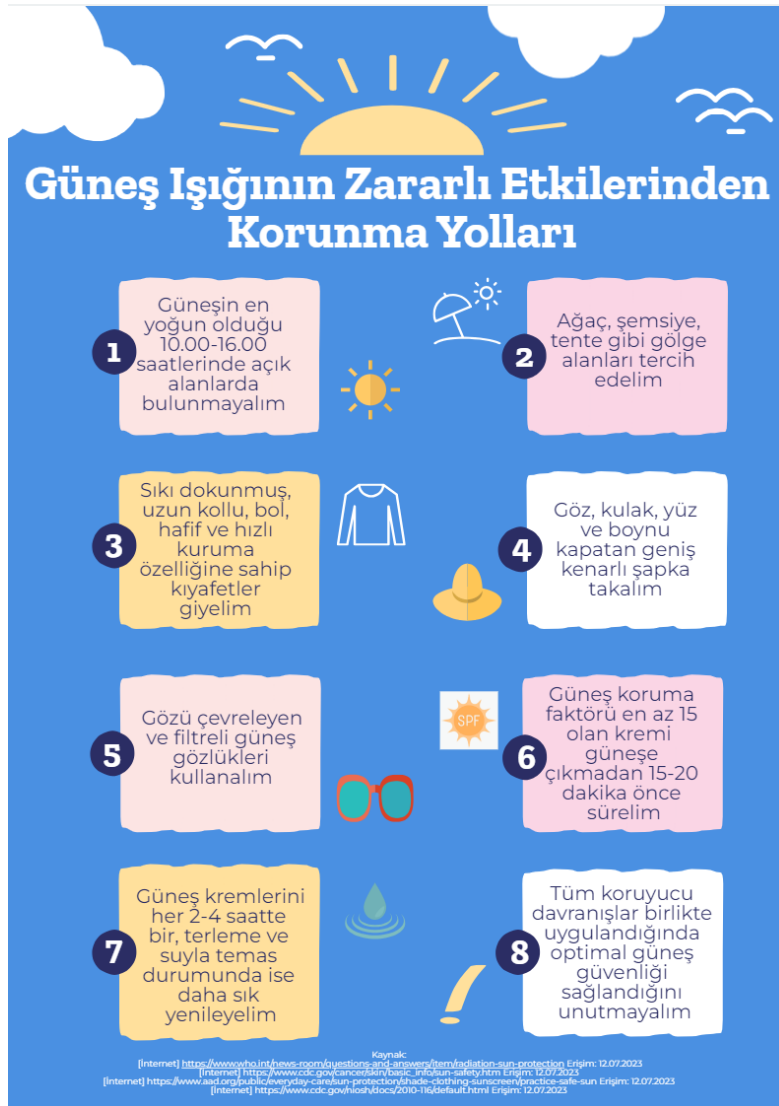 Güneş Işığının Zararlı Etkilerinden
Korunma Yolları
1
Güneşin en
yoğun olduğu
10.00-16.00
saatlerinde açık
alanlarda
bulunmayalım
2
Ağaç, şemsiye,
tente gibi gölge
alanları tercih
edelim
3
Sıkı dokunmuş,
uzun kollu, bol,
hafif ve hızlı
kuruma
özelliğine sahip
kıyafetler
giyelim
4
Göz, kulak, yüz
ve boynu
kapatan geniş
kenarlı şapka
takalım
5
Gözü çevreleyen
ve filtreli güneş
gözlükleri
kullanalım
SPF
6
Güneş koruma
faktörü en az 15
olan kremi
güneşe
çıkmadan 15-20
dakika önce
sürelim
7
Güneş kremlerini
her 2-4 saatte
bir, terleme ve
suyla temas
durumunda ise
daha sık
yenileyelim
8
Tüm koruyucu
davranışlar birlikte
uygulandığında
optimal güneş
güvenliği
sağlandığını
unutmayalım
Kaynak:
[İnternet] https://www.who.int/news-room/questions-and-answers/item/radiation-sun-protection Erişim: 12.07.2023
[İnternet] https://www.cdc.gov/cancer/skin/basic_info/sun-safety.htm Erişim: 12.07.2023
[İnternet] https://www.aad.org/public/everyday-care/sun-protection/shade-clothing-sunscreen/practice-safe-sun Erişim: 12.07.2023
[İnternet] https://www.cdc.gov/niosh/docs/2010-116/default.html Erişim: 12.07.2023